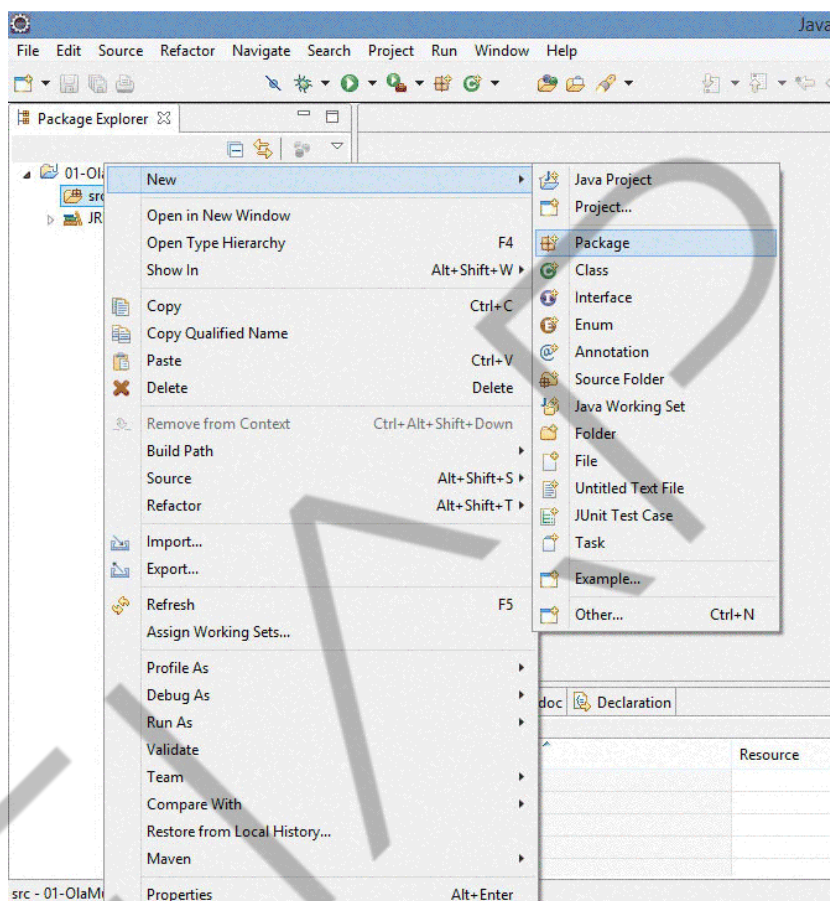 Java
File Edit Source Refactor Navigate Search Project Run Window Help
Package Explorer
01-Ol
src
JR
New
Open in New Window
Open Type Hierarchy F4
Show In Alt+Shift+W
Copy Ctrl+C
Copy Qualified Name
Paste Ctrl+V
Delete Delete
Remove from Context Ctrl+Alt+Shift+Down
Build Path
Source Alt+Shift+S
Refactor Alt+Shift+T
Import...
Export...
Refresh F5
Assign Working Sets...
Profile As
Debug As
Run As
Validate
Team
Compare With
Restore from Local History...
Maven
Properties Alt+Enter
Java Project
Project...
Package
Class
Interface
Enum
Annotation
Source Folder
Java Working Set
Folder
File
Untitled Text File
JUnit Test Case
Task
Example...
Other... Ctrl+N
doc Declaration
Resource
src - 01-OlaM